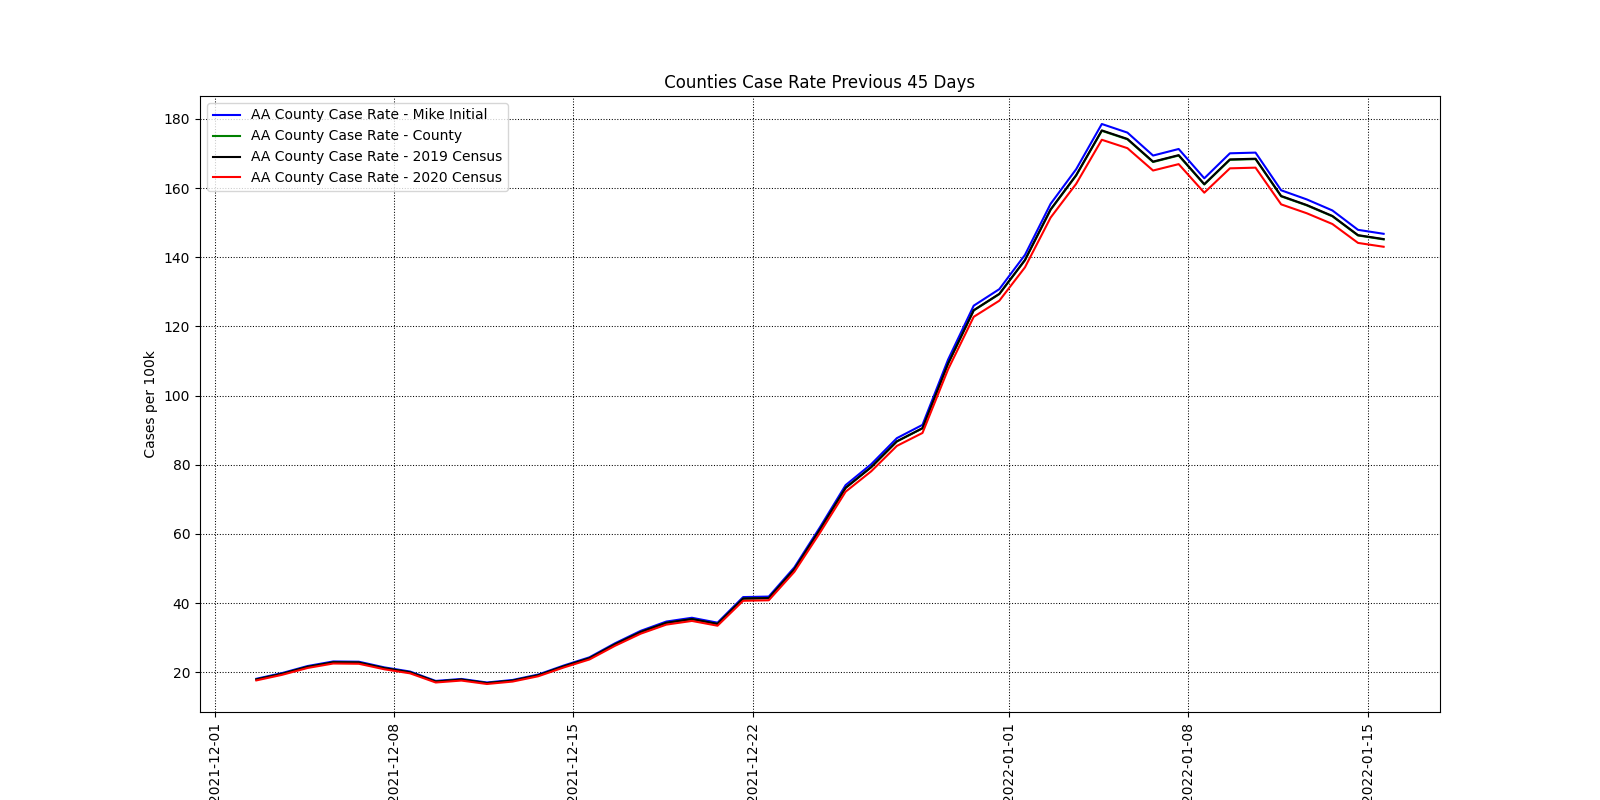 Counties Case Rate Previous 45 Days
AA County Case Rate - Mike Initial
AA County Case Rate - County
AA County Case Rate - 2019 Census
AA County Case Rate - 2020 Census
180
160
140
120
100
80
60
40
20
Cases per 100k
2021-12-01
2021-12-08
2021-12-15
2021-12-22
2022-01-01
2022-01-08
2022-01-15